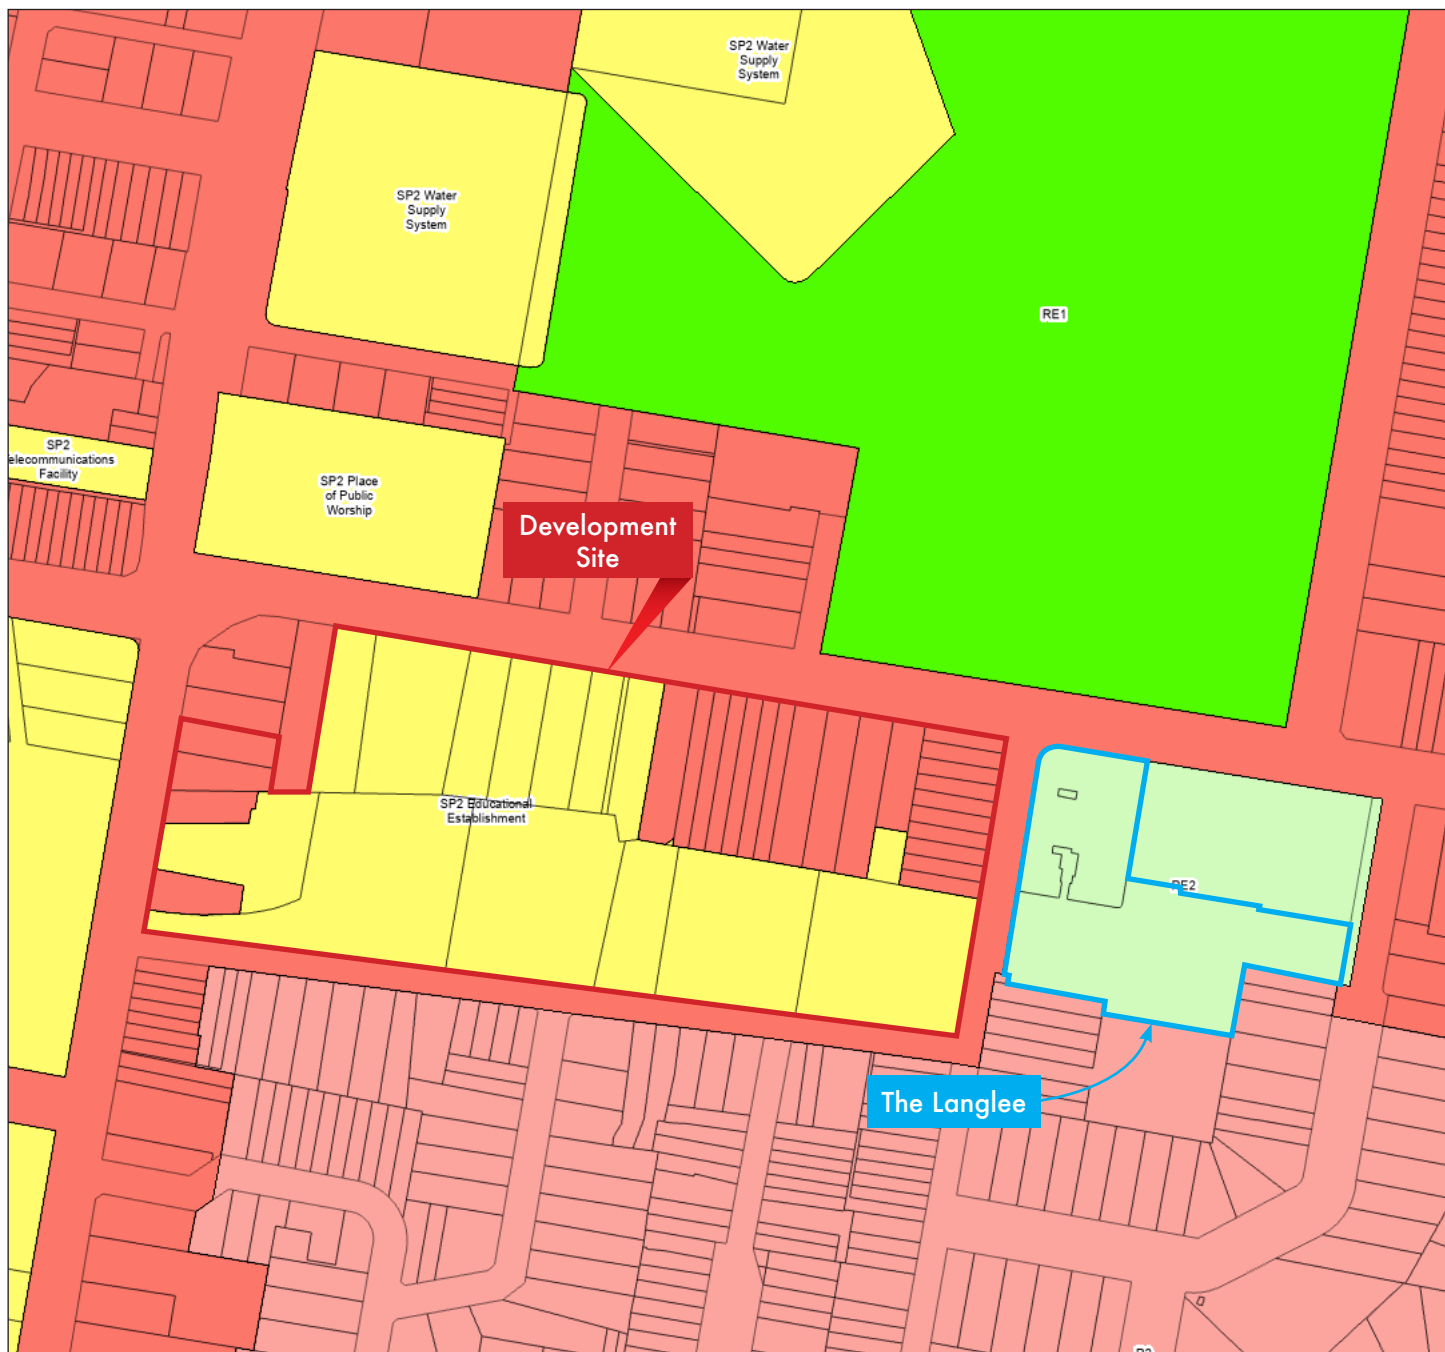 SP2 Water
Supply
System
SP2 Water
Supply
System
RE1
SP2
elecommunications
Facility
SP2 Place
of Public
Worship
Development
Site
SP2 Educational
Establishment
RE2
The Langlee